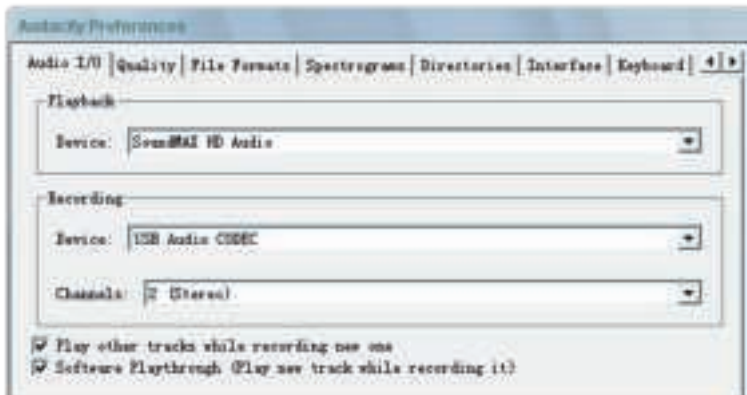 Audacity Preferences
Audio I/O Quality File Formats Spectrograms Directories Interface Keyboard
Playback
Device: SoundMAX HD Audio
Recording
Device: USB Audio CODEC
Channels: 2 (Stereo)
Play other tracks while recording new one
Software Playthrough (Play new track while recording it)